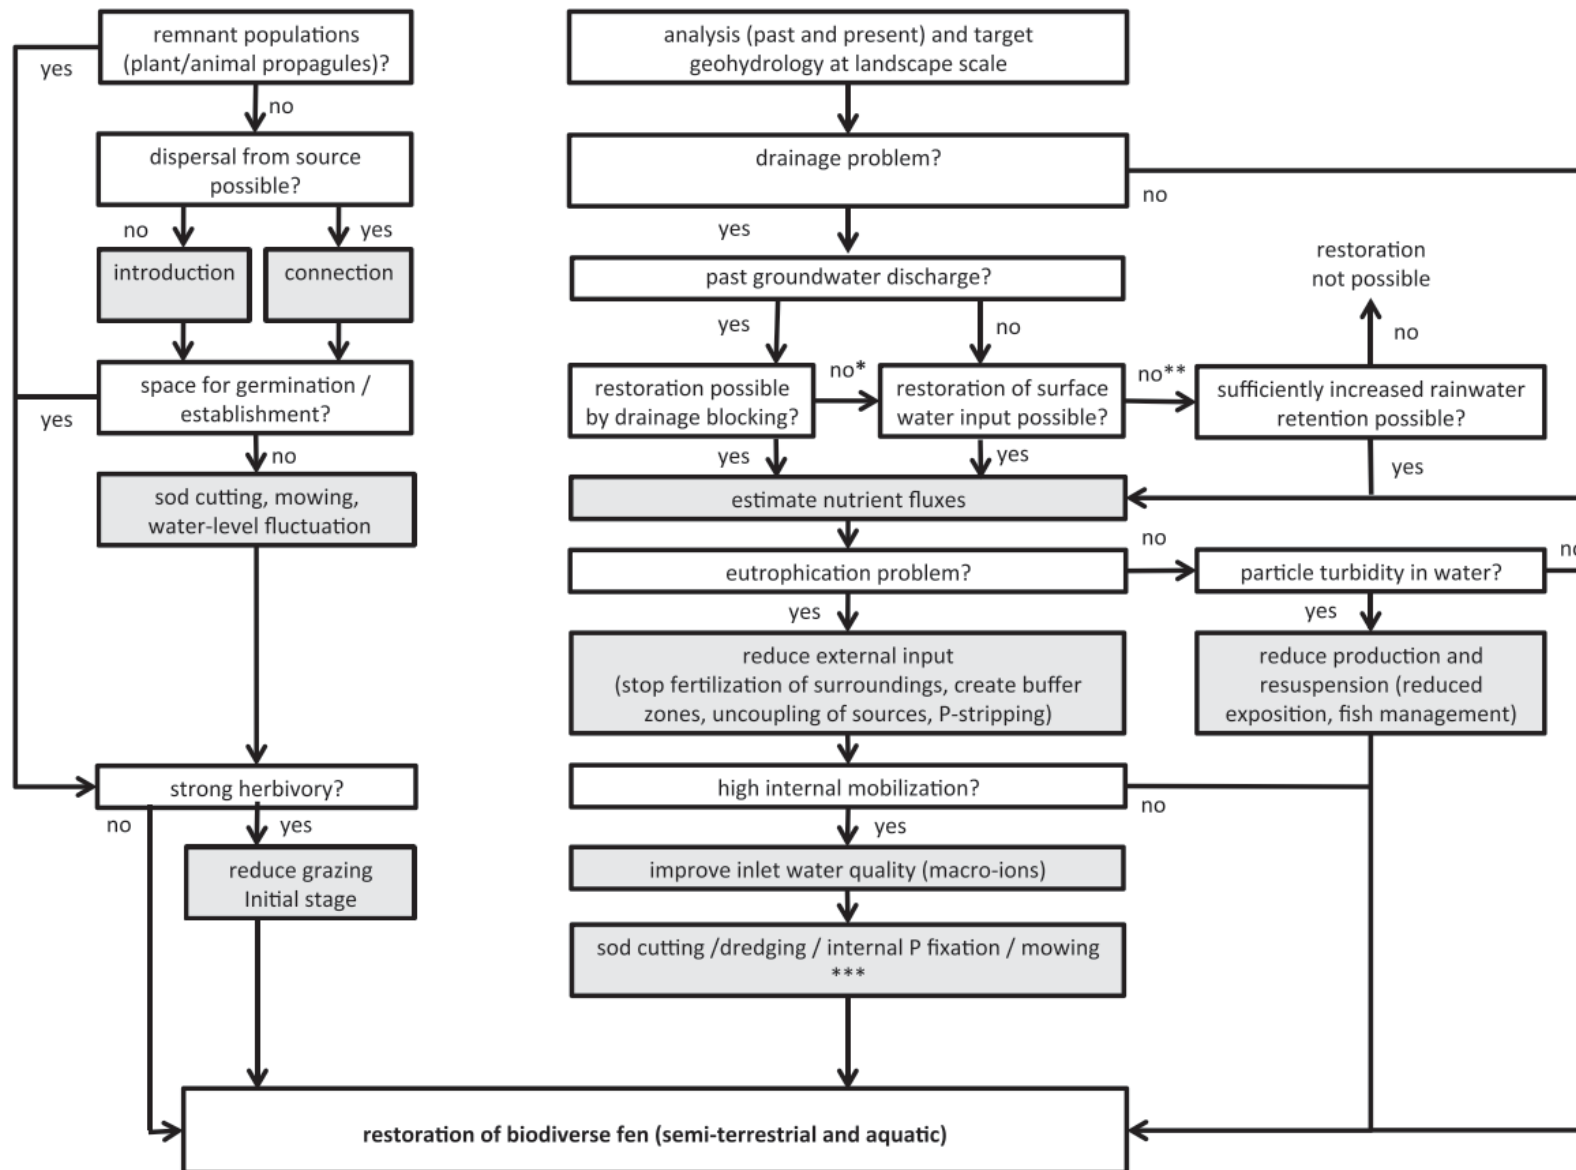 remnant populations
(plant/animal propagules)?
yes
no
dispersal from source
possible?
no
yes
introduction
connection
space for germination /
establishment?
yes
no
sod cutting, mowing,
water-level fluctuation
strong herbivory?
no
yes
reduce grazing
Initial stage
analysis (past and present) and target
geohydrology at landscape scale
drainage problem?
no
yes
past groundwater discharge?
yes
no
restoration possible
by drainage blocking?
no*
restoration of surface
water input possible?
no**
sufficiently increased rainwater
retention possible?
no
restoration
not possible
yes
yes
yes
estimate nutrient fluxes
eutrophication problem?
no
particle turbidity in water?
no
yes
yes
reduce external input
(stop fertilization of surroundings, create buffer
zones, uncoupling of sources, P-stripping)
reduce production and
resuspension (reduced
exposition, fish management)
high internal mobilization?
no
yes
improve inlet water quality (macro-ions)
sod cutting /dredging / internal P fixation / mowing
***
restoration of biodiverse fen (semi-terrestrial and aquatic)